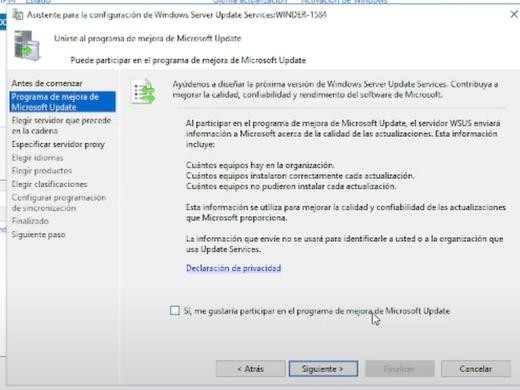 Estado
Última actualización
Activación de Windows
Asistente para la configuración de Windows Server Update Services:WINDER-1584
Unirse al programa de mejora de Microsoft Update
Puede participar en el programa de mejora de Microsoft Update
Antes de comenzar
Programa de mejora de
Microsoft Update
Elegir servidor que precede
en la cadena
Especificar servidor proxy
Elegir idiomas
Elegir productos
Elegir clasificaciones
Configurar programación
de sincronización
Finalizado
Siguiente paso
Ayúdenos a diseñar la próxima versión de Windows Server Update Services. Contribuya a
mejorar la calidad, confiabilidad y rendimiento del software de Microsoft.
Al participar en el programa de mejora de Microsoft Update, el servidor WSUS enviará
información a Microsoft acerca de la calidad de las actualizaciones. Esta información
incluye:
Cuántos equipos hay en la organización.
Cuántos equipos instalaron correctamente cada actualización.
Cuántos equipos no pudieron instalar cada actualización.
Esta información se utiliza para mejorar la calidad y confiabilidad de las actualizaciones
que Microsoft proporciona.
La información que envíe no se usará para identificarle a usted o a la organización que
usa Update Services.
Declaración de privacidad
Sí, me gustaría participar en el programa de mejora de Microsoft Update
< Atrás
Siguiente >
Finalizar
Cancelar